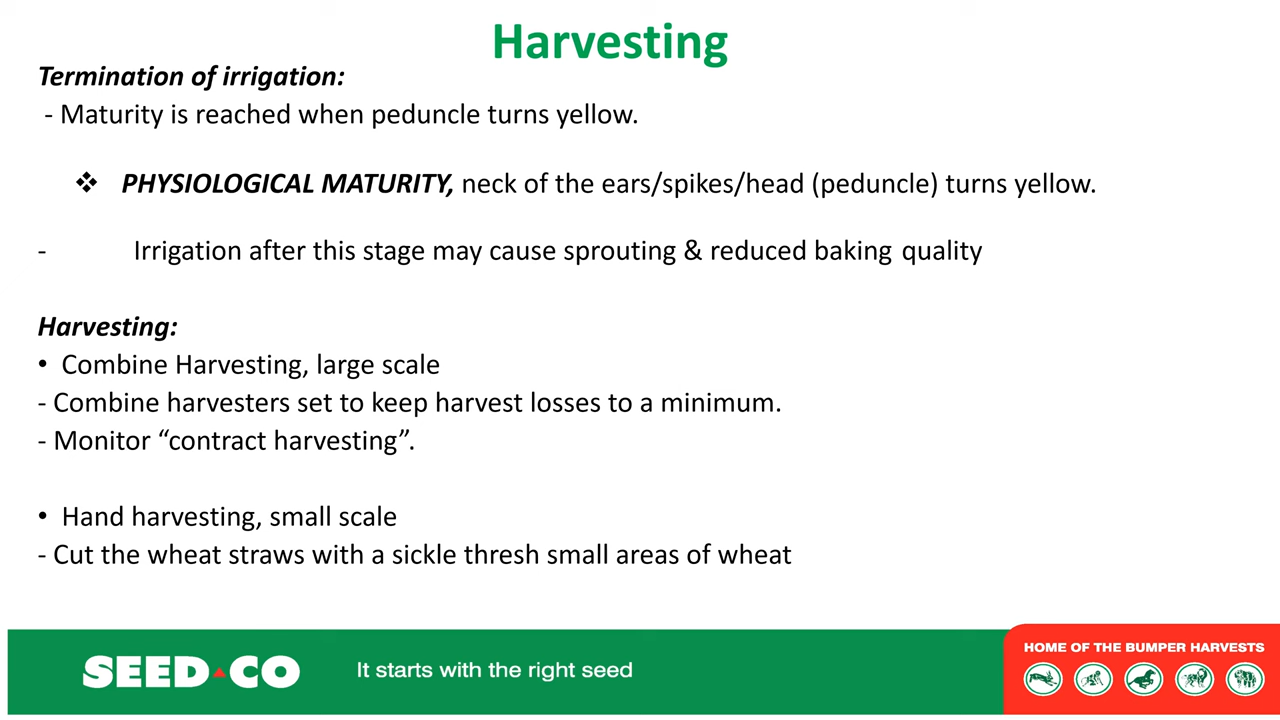 Harvesting
Termination of irrigation:
- Maturity is reached when peduncle turns yellow.
❖ PHYSIOLOGICAL MATURITY, neck of the ears/spikes/head (peduncle) turns yellow.
- Irrigation after this stage may cause sprouting & reduced baking quality
Harvesting:
• Combine Harvesting, large scale
- Combine harvesters set to keep harvest losses to a minimum.
- Monitor “contract harvesting”.
• Hand harvesting, small scale
- Cut the wheat straws with a sickle thresh small areas of wheat
SEED CO
It starts with the right seed
HOME OF THE BUMPER HARVESTS